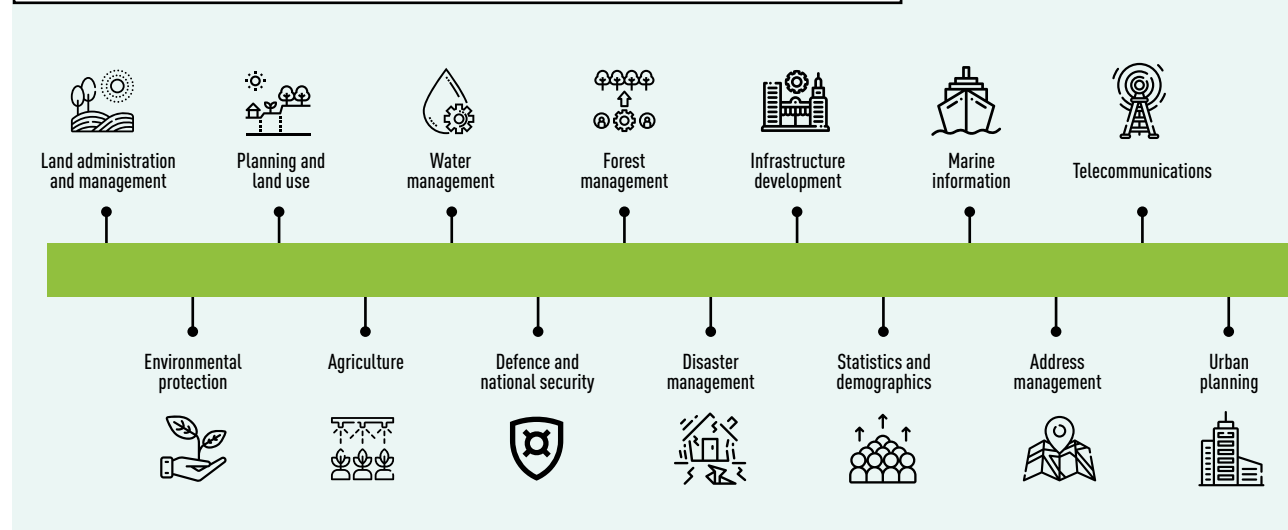 Land administration
and management
Planning and
land use
Water
management
Forest
management
Infrastructure
development
Marine
information
Telecommunications
Environmental
protection
Agriculture
Defence and
national security
Disaster
management
Statistics and
demographics
Address
management
Urban
planning